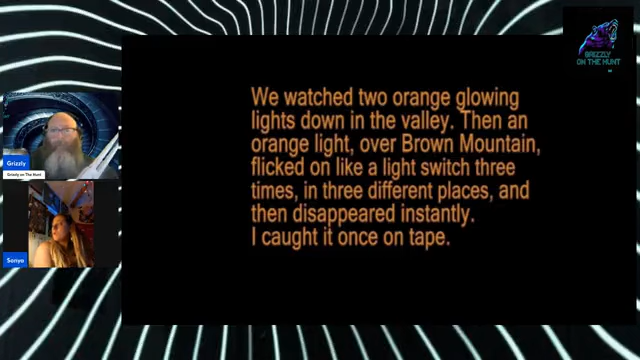 GRIZZLY
ON THE HUNT
We watched two orange glowing
lights down in the valley. Then an
orange light, over Brown Mountain,
flicked on like a light switch three
times, in three different places, and
then disappeared instantly.
I caught it once on tape.
Grizzly
Grizzly on The Hunt
Sonya